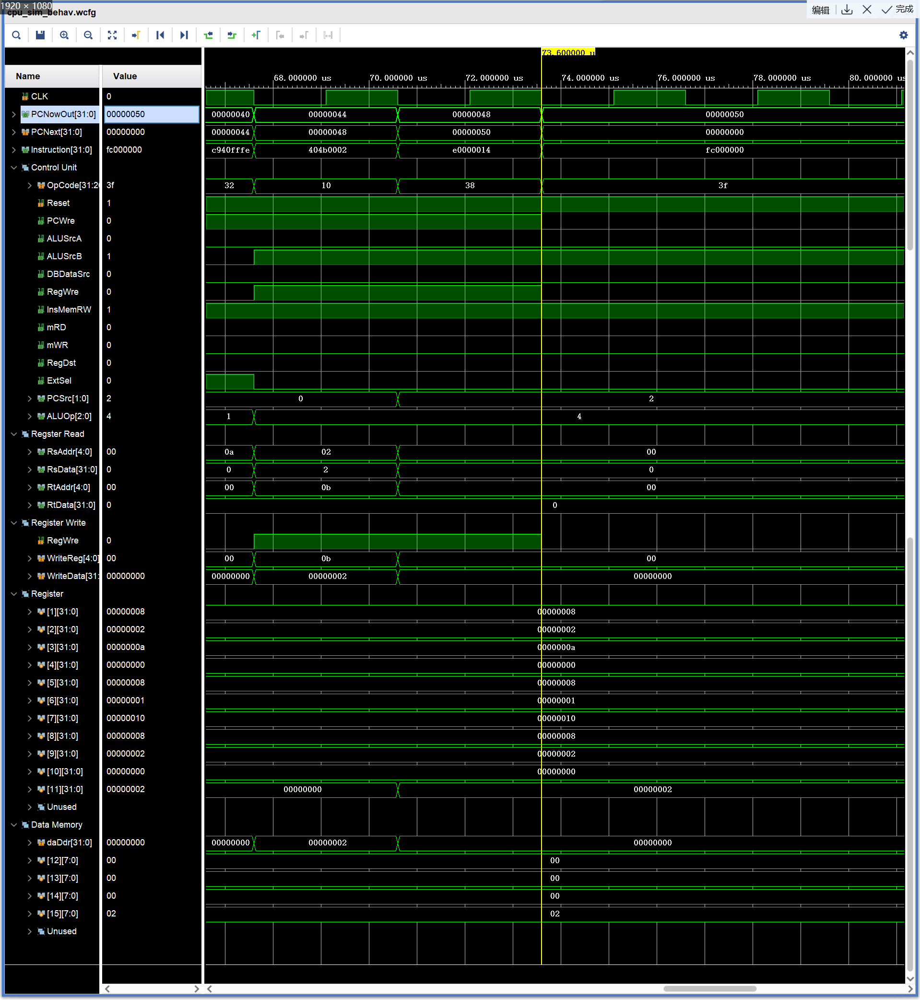 1920 × 1080
cpu_sim_behav.wcfg
编辑 完成
73.600000 u
Name Value
68.000000 us 70.000000 us 72.000000 us 74.000000 us 76.000000 us 78.000000 us 80.000000 us
CLK 0
PCNowOut[31:0] 00000050 00000040 00000044 00000048 00000050
PCNext[31:0] 00000000 00000044 00000048 00000050 00000000
Instruction[31:0] fc000000 c940fffe 404b0002 e0000014 fc000000
Control Unit
OpCode[31:26 3f 32 10 38 3f
Reset 1
PCWre 0
ALUSrcA 0
ALUSrcB 1
DBDataSrc 0
RegWre 0
InsMemRW 1
mRD 0
mWR 0
RegDst 0
ExtSel 0
PCSrc[1:0] 2 0 2
ALUOp[2:0] 4 1 4
Regster Read
RsAddr[4:0] 00 0a 02 00
RsData[31:0] 0 0 2 0
RtAddr[4:0] 00 00 0b 00
RtData[31:0] 0 0
Register Write
RegWre 0
WriteReg[4:0] 00 00 0b 00
WriteData[31: 00000000 00000000 00000002 00000000
Register
[1][31:0] 00000008 00000008
[2][31:0] 00000002 00000002
[3][31:0] 0000000a 0000000a
[4][31:0] 00000000 00000000
[5][31:0] 00000008 00000008
[6][31:0] 00000001 00000001
[7][31:0] 00000010 00000010
[8][31:0] 00000008 00000008
[9][31:0] 00000002 00000002
[10][31:0] 00000000 00000000
[11][31:0] 00000002 00000000 00000002
Unused
Data Memory
daDdr[31:0] 00000000 00000000 00000002 00000000
[12][7:0] 00 00
[13][7:0] 00 00
[14][7:0] 00 00
[15][7:0] 02 02
Unused